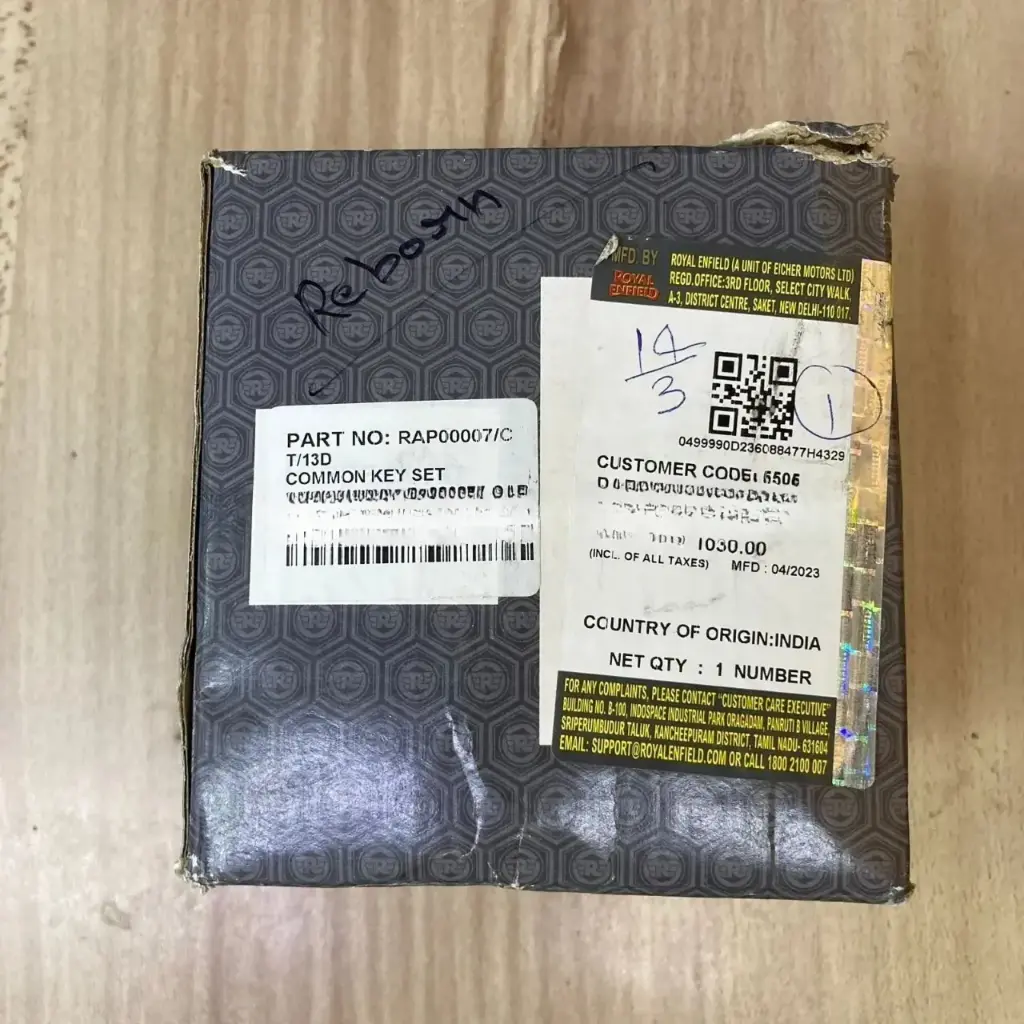 Reborn
PART NO: RAP00007/C
T/13D
COMMON KEY SET
MFD. BY
ROYAL
ENFIELD
ROYAL ENFIELD (A UNIT OF EICHER MOTORS LTD)
REGD.OFFICE:3RD FLOOR, SELECT CITY WALK,
A-3, DISTRICT CENTRE, SAKET, NEW DELHI-110 017.
14
3
1
0499990D236088477H4329
CUSTOMER CODE: 6506
1030.00
(INCL. OF ALL TAXES) MFD : 04/2023
COUNTRY OF ORIGIN:INDIA
NET QTY : 1 NUMBER
FOR ANY COMPLAINTS, PLEASE CONTACT "CUSTOMER CARE EXECUTIVE"
BUILDING NO. B-100, INDOSPACE INDUSTRIAL PARK ORAGADAM, PANRUTI B VILLAGE,
SRIPERUMBUDUR TALUK, KANCHEEPURAM DISTRICT, TAMIL NADU- 631604
EMAIL: SUPPORT@ROYALENFIELD.COM OR CALL 1800 2100 007